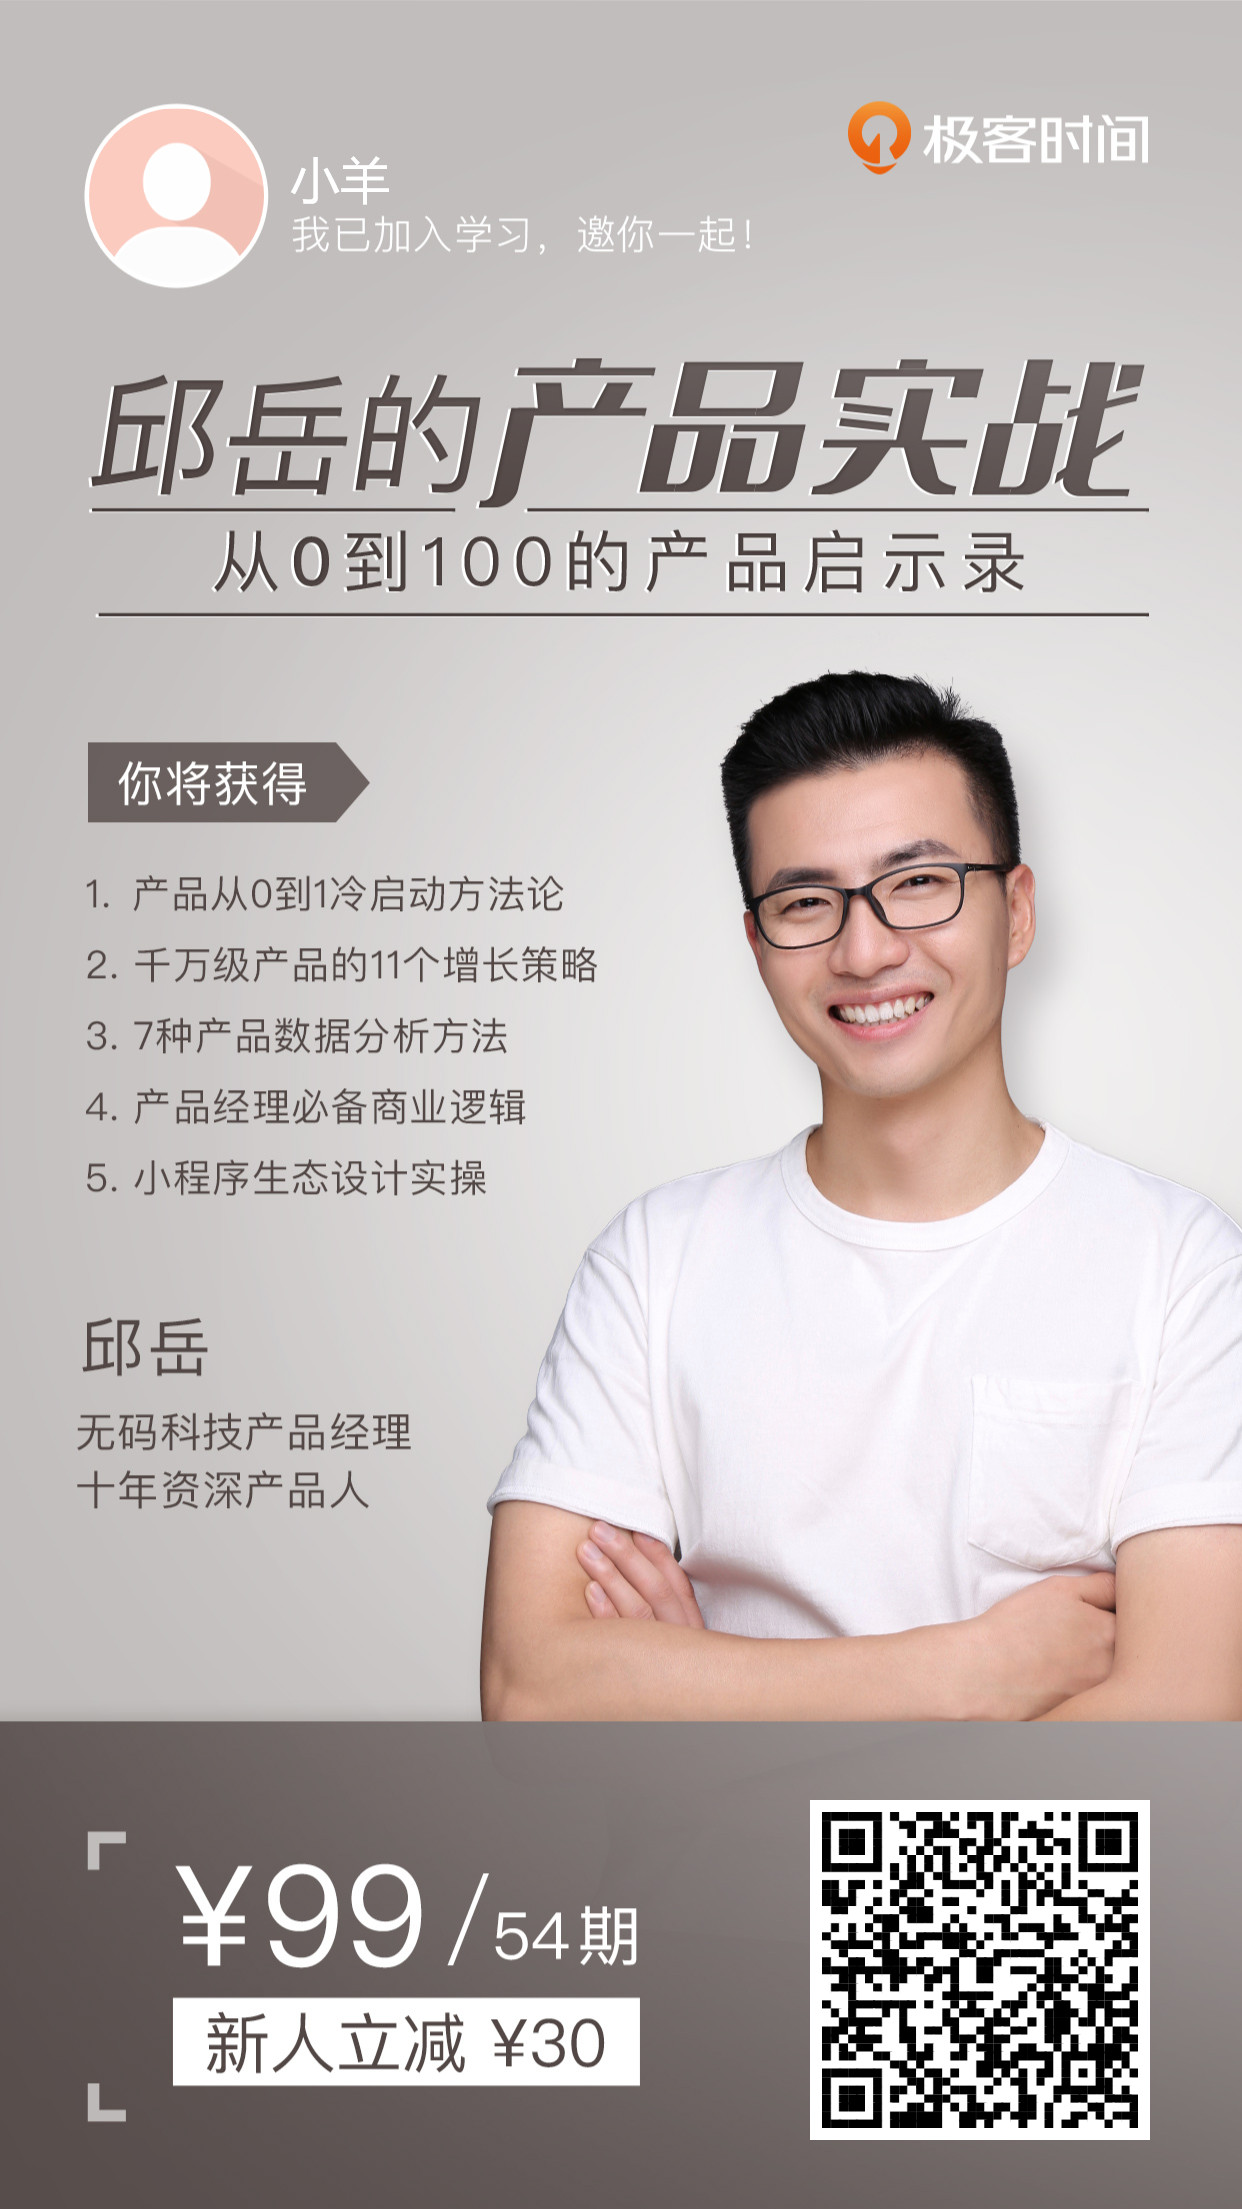 极客时间
小羊
我已加入学习，邀你一起！
邱岳的产品实战
从0到100的产品启示录
你将获得
1. 产品从0到1冷启动方法论
2. 千万级产品的11个增长策略
3. 7种产品数据分析方法
4. 产品经理必备商业逻辑
5. 小程序生态设计实操
邱岳
无码科技产品经理
十年资深产品人
¥99/54期
新人立减 ¥30